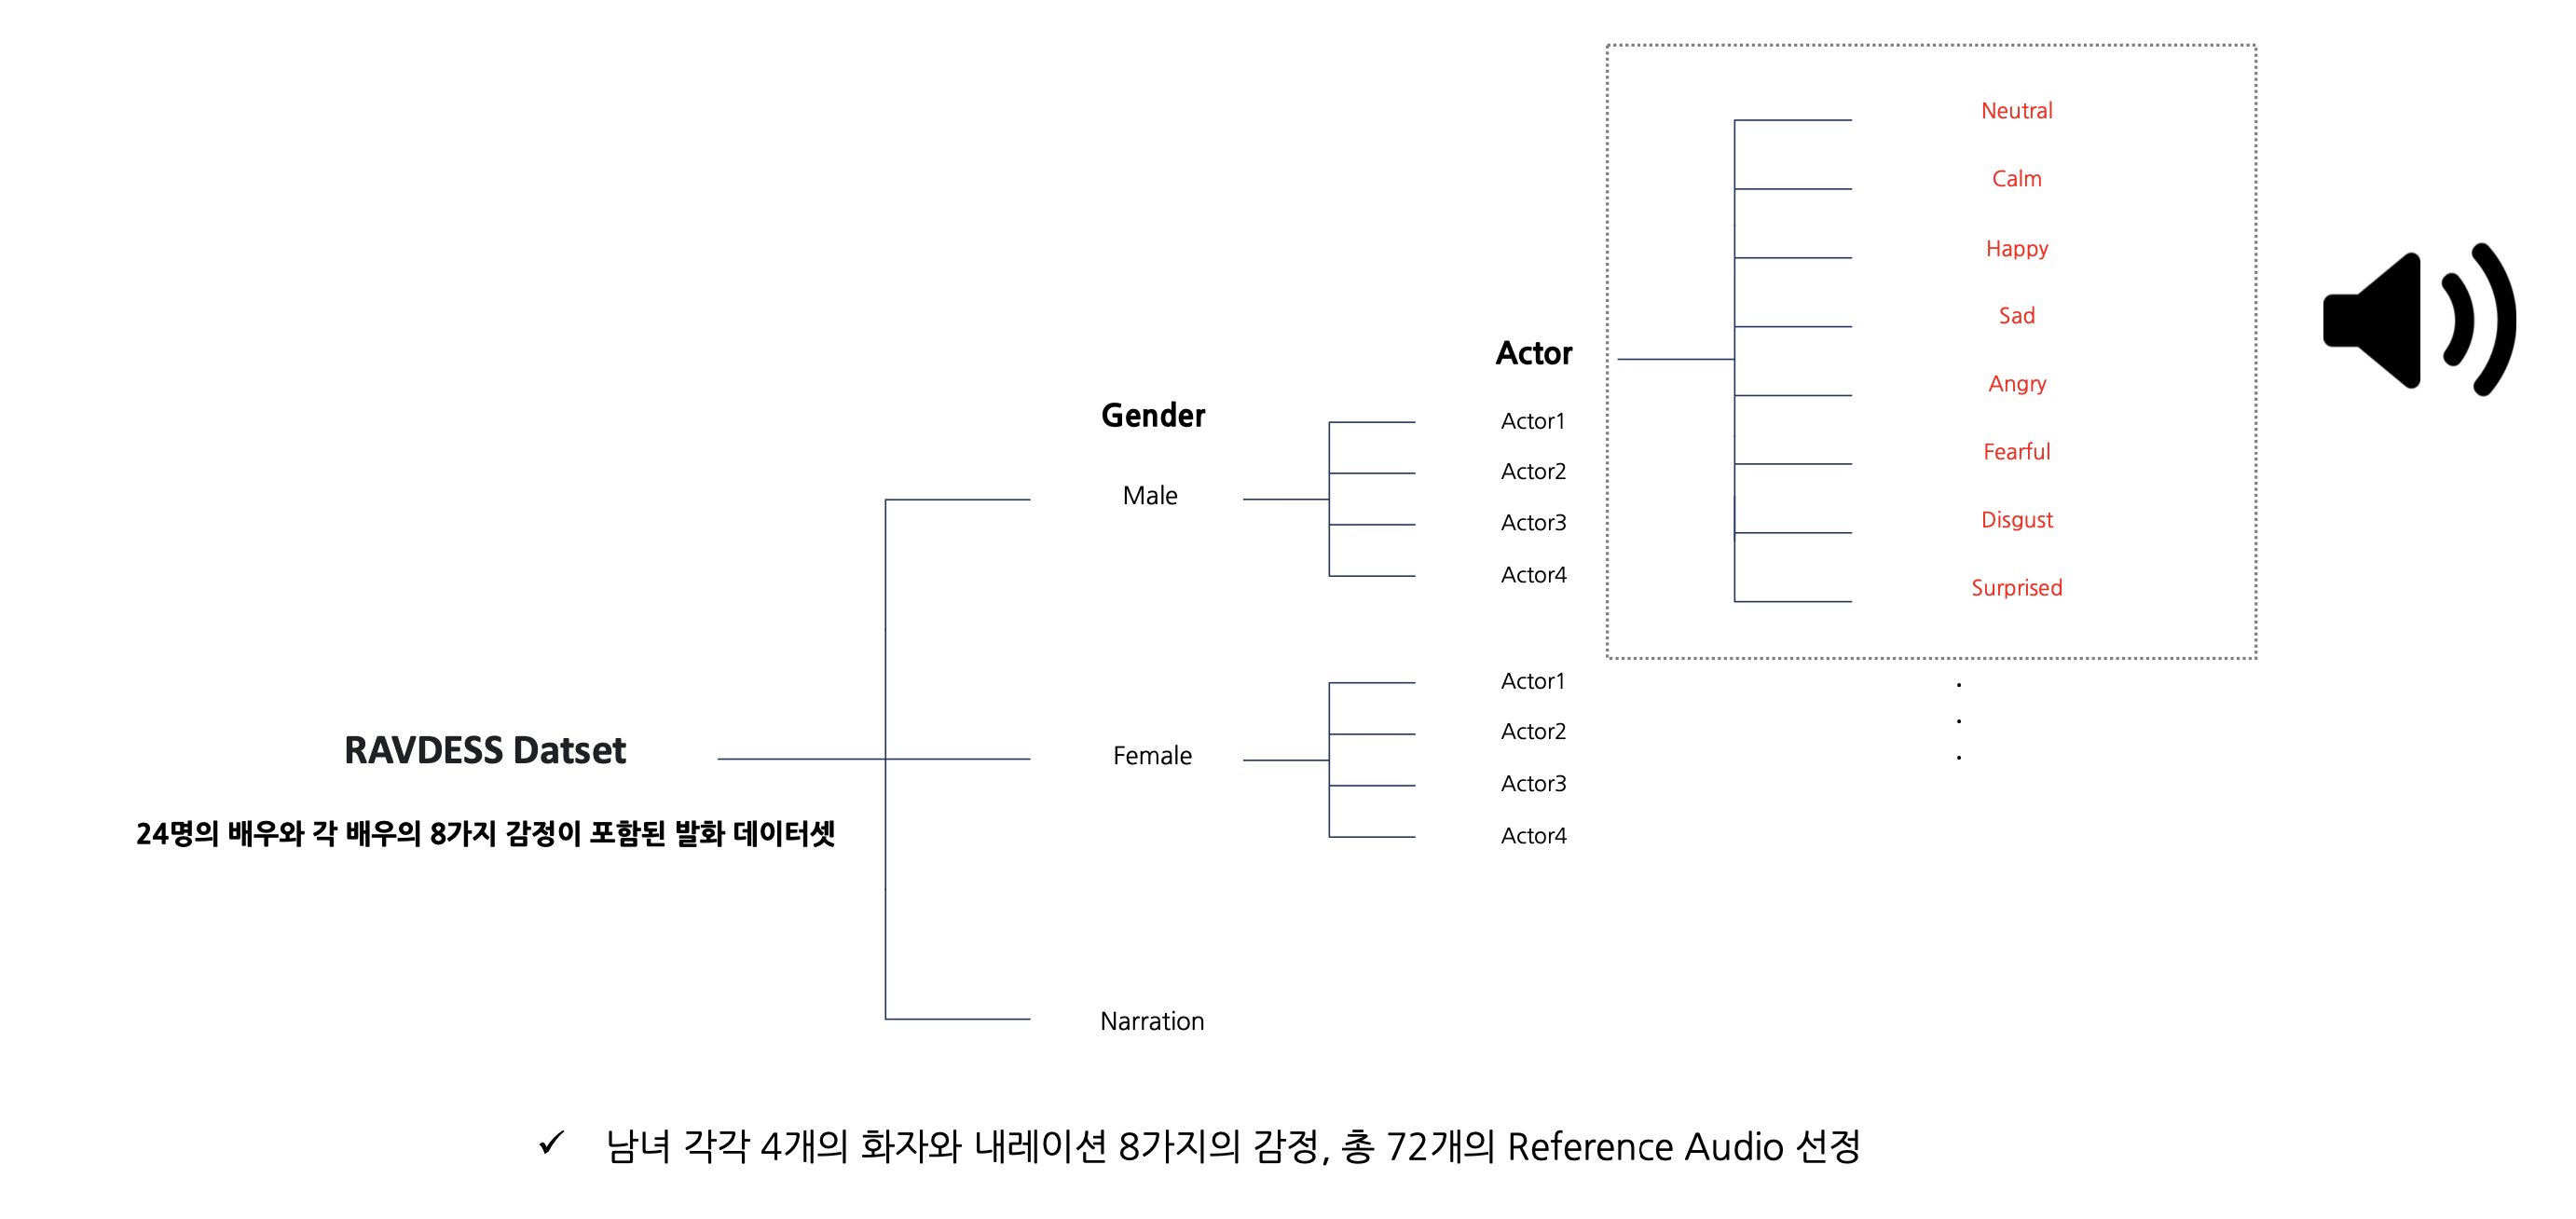 RAVDESS Datset
24명의 배우와 각 배우의 8가지 감정이 포함된 발화 데이터셋
Gender
Male
Female
Narration
Actor
Actor1
Actor2
Actor3
Actor4
Actor1
Actor2
Actor3
Actor4
Neutral
Calm
Happy
Sad
Angry
Fearful
Disgust
Surprised
.
.
.
✓ 남녀 각각 4개의 화자와 내레이션 8가지의 감정, 총 72개의 Reference Audio 선정